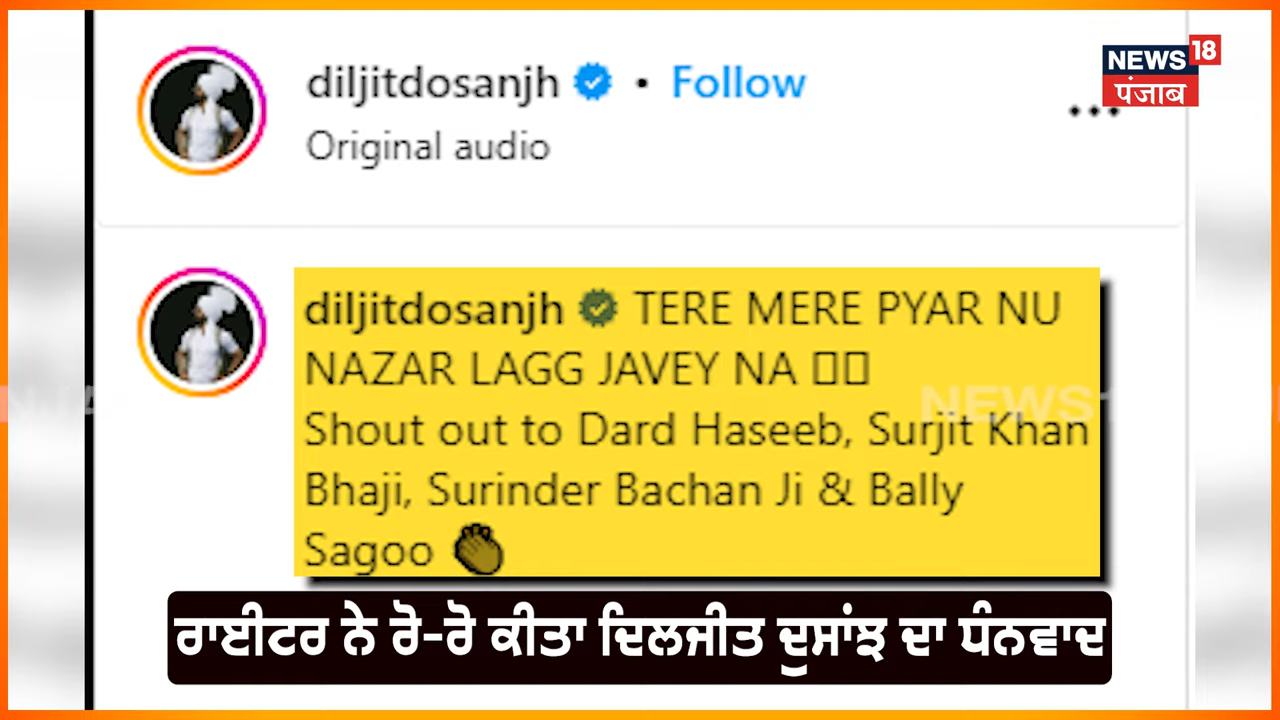 diljitdosanjh • Follow
Original audio
...
NEWS 18
ਪੰਜਾਬ
diljitdosanjh TERE MERE PYAR NU
NAZAR LAGG JAVEY NA
Shout out to Dard Haseeb, Surjit Khan
Bhaji, Surinder Bachan Ji & Bally
Sagoo 👏
NEWS
ਰਾਈਟਰ ਨੇ ਰੋ-ਰੋ ਕੀਤਾ ਦਿਲਜੀਤ ਦੁਸਾਂਝ ਦਾ ਧੰਨਵਾਦ